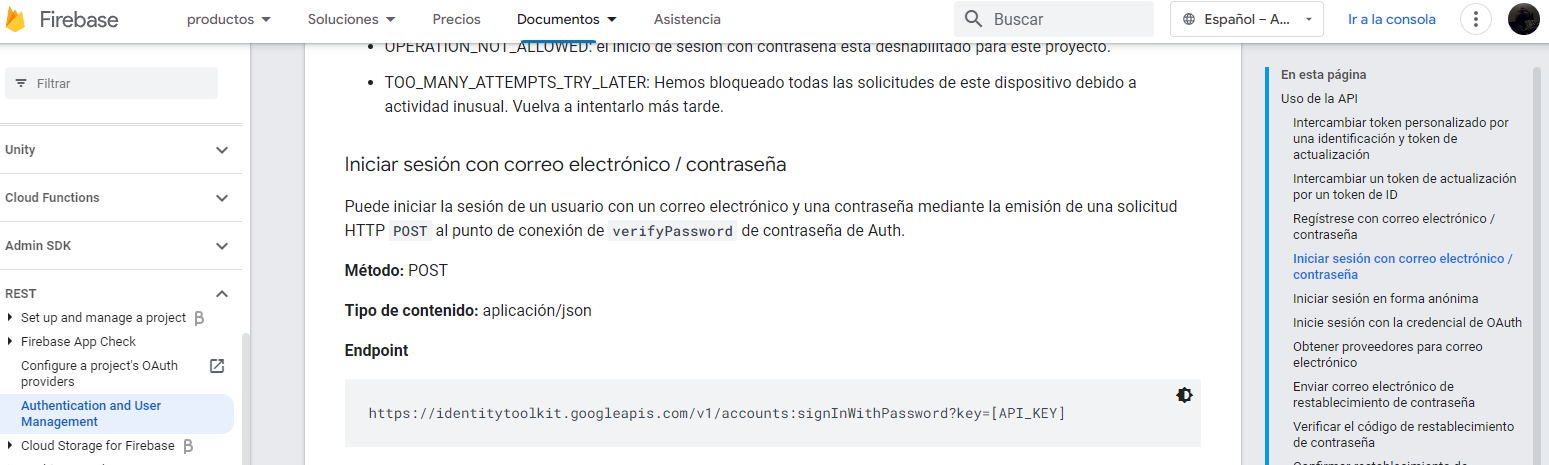 Firebase
productos
Soluciones
Precios
Documentos
Asistencia
Buscar
Español – A...
Ir a la consola
Filtrar
Unity
Cloud Functions
Admin SDK
REST
Set up and manage a project
Firebase App Check
Configure a project's OAuth
providers
Authentication and User
Management
Cloud Storage for Firebase
OPERATION_NOT_ALLOWED: el inicio de sesión con contraseña está deshabilitado para este proyecto.
TOO_MANY_ATTEMPTS_TRY_LATER: Hemos bloqueado todas las solicitudes de este dispositivo debido a
actividad inusual. Vuelva a intentarlo más tarde.
Iniciar sesión con correo electrónico / contraseña
Puede iniciar la sesión de un usuario con un correo electrónico y una contraseña mediante la emisión de una solicitud
HTTP POST al punto de conexión de verifyPassword de contraseña de Auth.
Método: POST
Tipo de contenido: aplicación/json
Endpoint
https://identitytoolkit.googleapis.com/v1/accounts:signInWithPassword?key=[API_KEY]
En esta página
Uso de la API
Intercambiar token personalizado por
una identificación y token de
actualización
Intercambiar un token de actualización
por un token de ID
Regístrese con correo electrónico /
contraseña
Iniciar sesión con correo electrónico /
contraseña
Iniciar sesión en forma anónima
Inicie sesión con la credencial de OAuth
Obtener proveedores para correo
electrónico
Enviar correo electrónico de
restablecimiento de contraseña
Verificar el código de restablecimiento
de contraseña